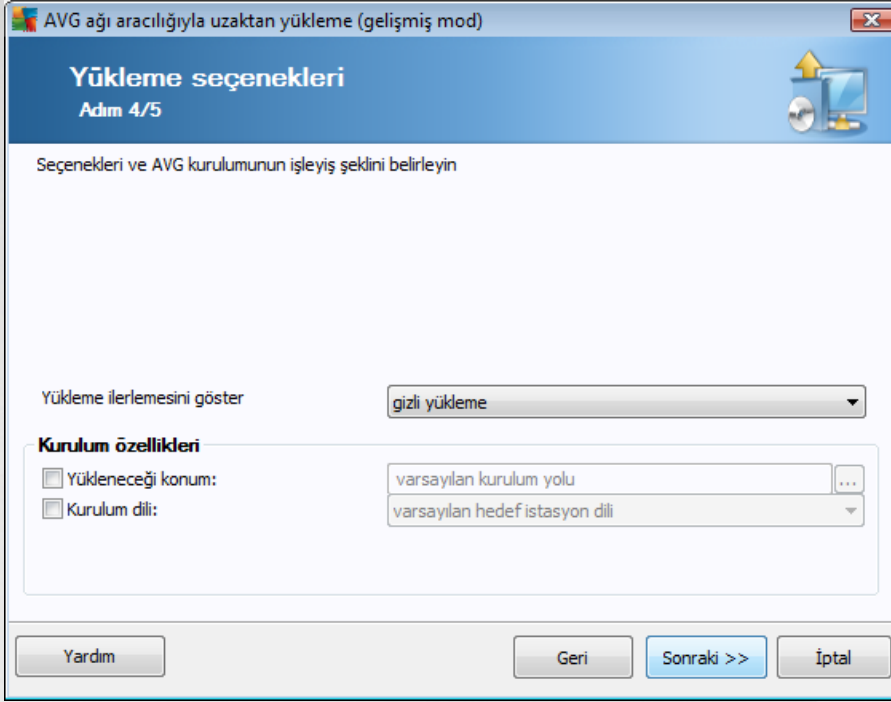 AVG ağı aracılığıyla uzaktan yükleme (gelişmiş mod)
Yükleme seçenekleri
Adım 4/5
Seçenekleri ve AVG kurulumunun işleyiş şeklini belirleyin
Yükleme ilerlemesini göster
gizli yükleme
Kurulum özellikleri
Yükleneceği konum:
varsayılan kurulum yolu
...
Kurulum dili:
varsayılan hedef istasyon dili
Yardım
Geri
Sonraki >>
İptal